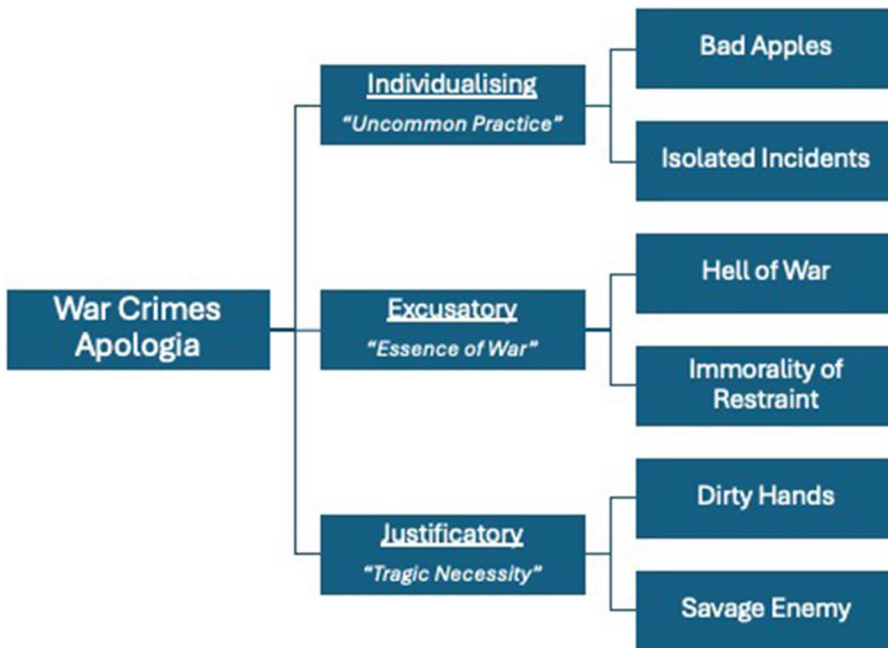 War Crimes
Apologia
Individualising
“Uncommon Practice”
Bad Apples
Isolated Incidents
Excusatory
“Essence of War”
Hell of War
Immorality of
Restraint
Justificatory
“Tragic Necessity”
Dirty Hands
Savage Enemy